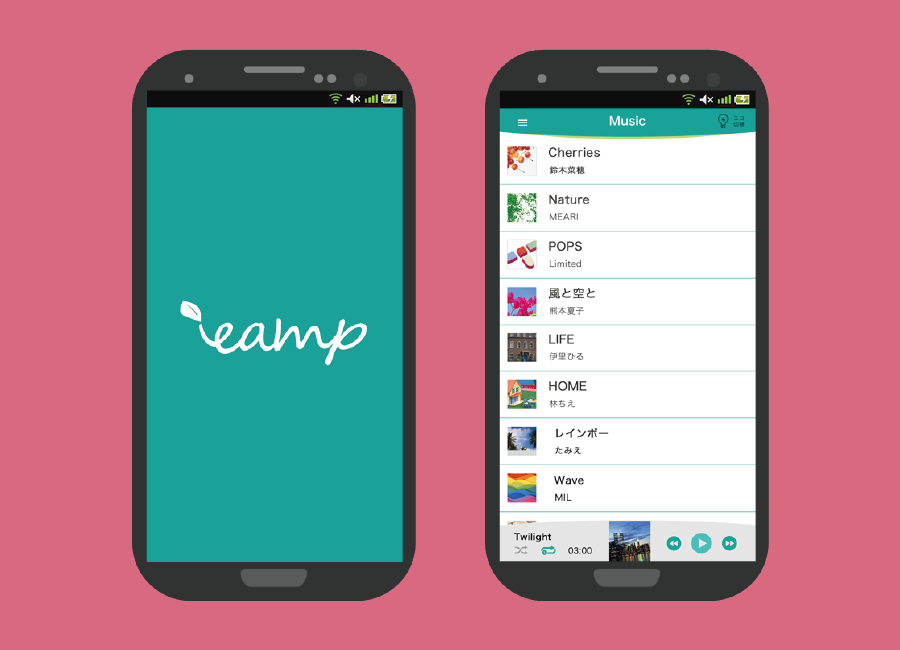 eamp
Music
エコ
切替
Cherries
鈴木菜穂
Nature
MEARI
POPS
Limited
風と空と
熊本夏子
LIFE
伊里ひる
HOME
林ちえ
レインボー
たみえ
Wave
MIL
Twilight
03:00